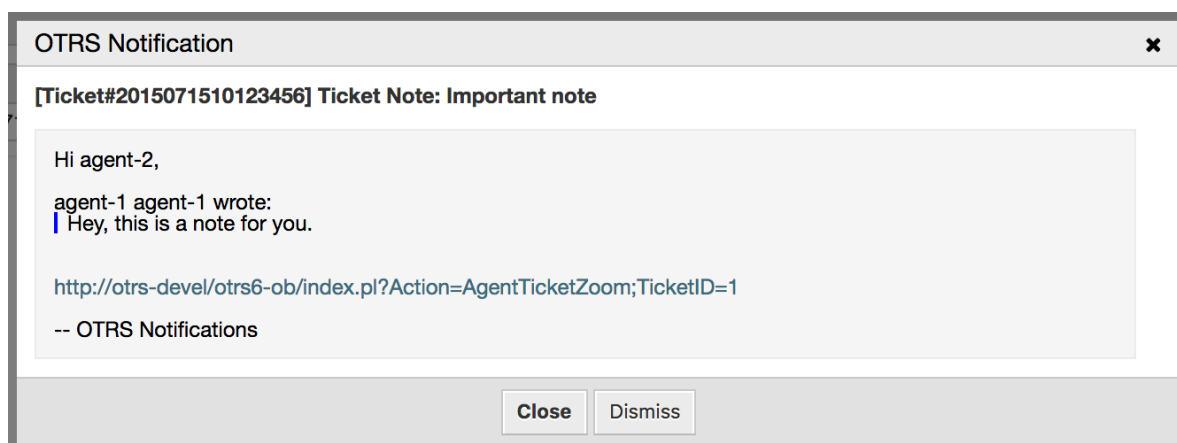 OTRS Notification
[Ticket#2015071510123456] Ticket Note: Important note
Hi agent-2,
agent-1 agent-1 wrote:
Hey, this is a note for you.
http://otrs-devel/otrs6-ob/index.pl?Action=AgentTicketZoom;TicketID=1
-- OTRS Notifications
Close Dismiss